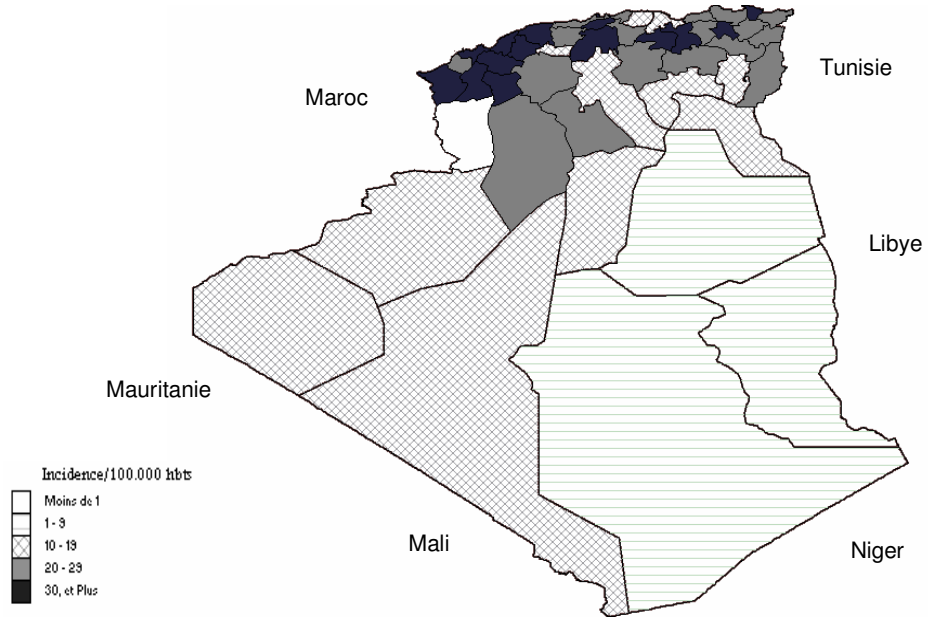 Tunisie
Maroc
Libye
Mauritanie
Mali
Niger
Incidence/100.000 hbts
Moins de 1
1 - 9
10 - 19
20 - 29
30, et Plus